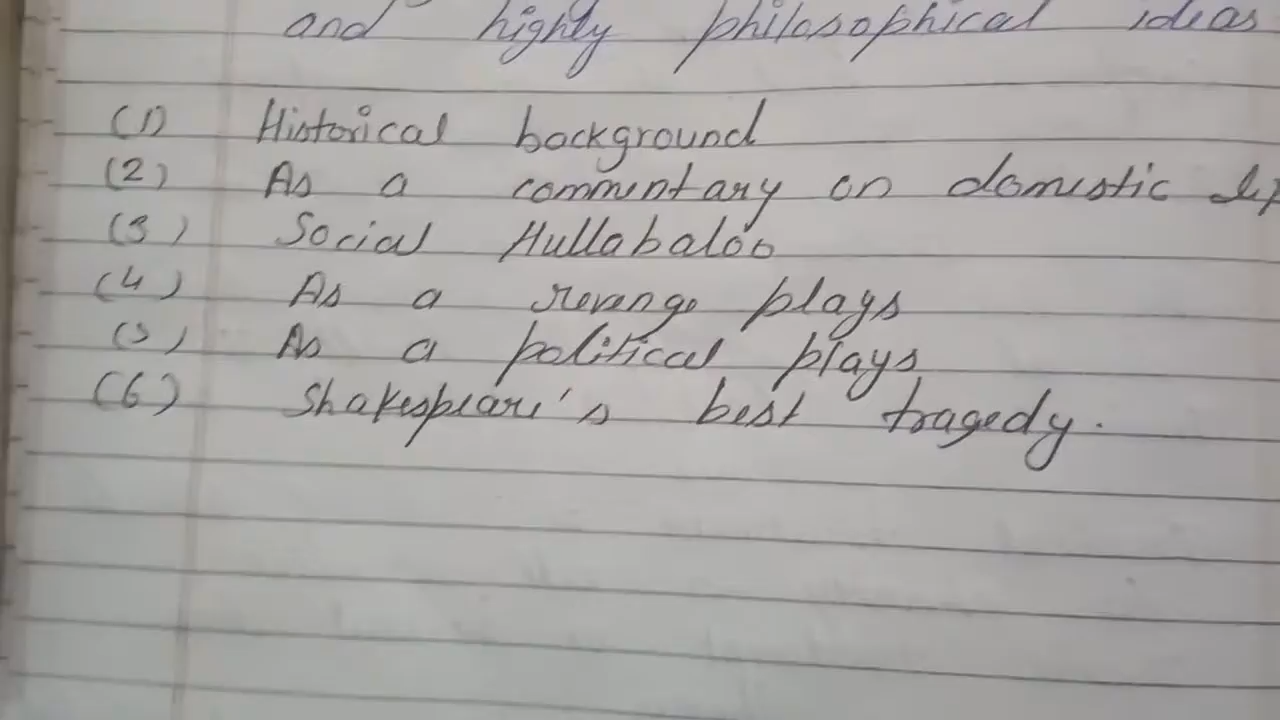 and highly philosophical ideas
(1) Historical background
(2) As a commentary on domestic
(3) Social Hullabaloo
(4) As a revenge plays
(5) As a political plays
(6) Shakespeare's best tragedy.